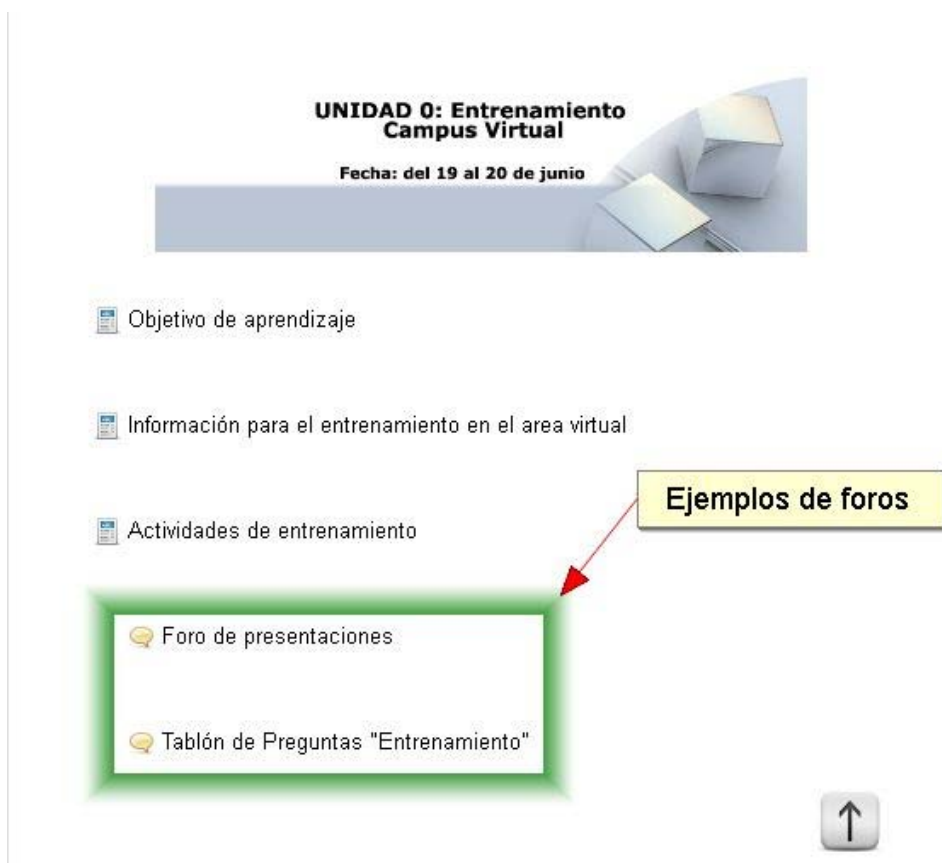 UNIDAD 0: Entrenamiento
Campus Virtual
Fecha: del 19 al 20 de junio
Objetivo de aprendizaje
Información para el entrenamiento en el area virtual
Ejemplos de foros
Actividades de entrenamiento
Foro de presentaciones
Tablón de Preguntas "Entrenamiento"